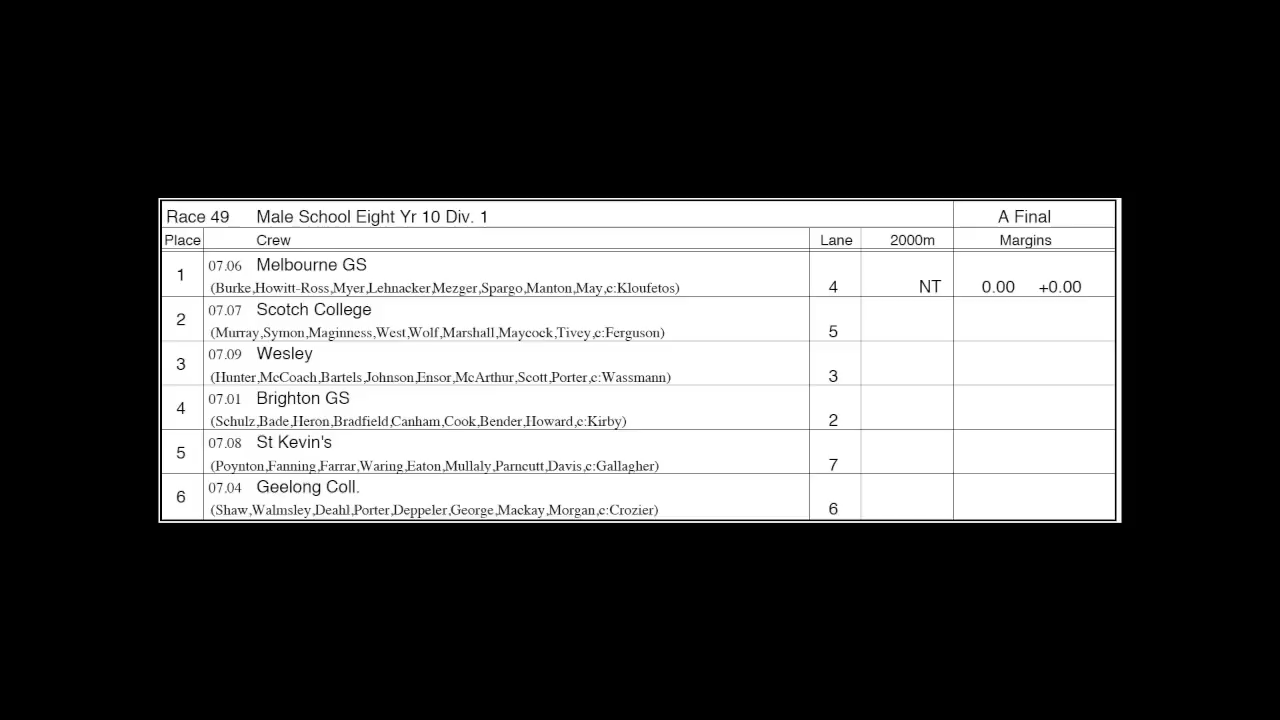 Race 49 Male School Eight Yr 10 Div. 1 A Final
Place Crew Lane 2000m Margins
1 07.06 Melbourne GS
(Burke,Howitt-Ross,Myer,Lehnacker,Mezger,Spargo,Manton,May,c:Kloufetos) 4 NT 0.00 +0.00
2 07.07 Scotch College
(Murray,Symon,Maginness,West,Wolf,Marshall,Maycock,Tivey,c:Ferguson) 5
3 07.09 Wesley
(Hunter,McCoach,Bartels,Johnson,Ensor,McArthur,Scott,Porter,c:Wassmann) 3
4 07.01 Brighton GS
(Schulz,Bade,Heron,Bradfield,Canham,Cook,Bender,Howard,c:Kirby) 2
5 07.08 St Kevin's
(Poynton,Fanning,Farrar,Waring,Eaton,Mullaly,Parncutt,Davis,c:Gallagher) 7
6 07.04 Geelong Coll.
(Shaw,Walmsley,Deahl,Porter,Deppeler,George,Mackay,Morgan,c:Crozier) 6